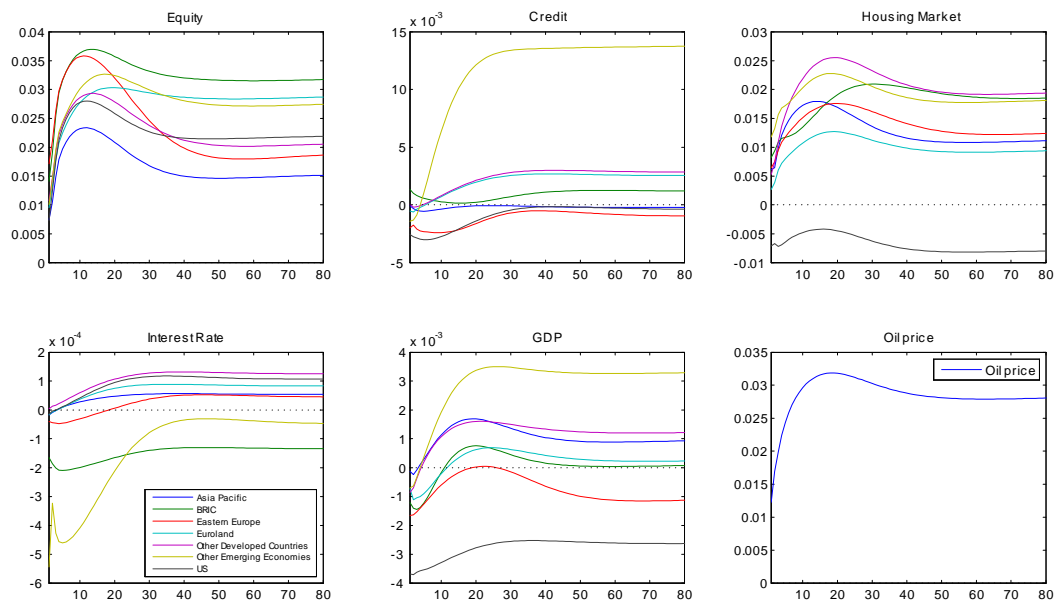 Equity
0.04
0.035
0.03
0.025
0.02
0.015
0.01
0.005
0
10 20 30 40 50 60 70 80
Credit
x 10-3
15
10
5
0
-5
10 20 30 40 50 60 70 80
Housing Market
0.03
0.025
0.02
0.015
0.01
0.005
0
-0.005
-0.01
10 20 30 40 50 60 70 80
Interest Rate
x 10-4
2
1
0
-1
-2
-3
-4
-5
-6
10 20 30 40 50 60 70 80
Asia Pacific
BRIC
Eastern Europe
Euroland
Other Developed Countries
Other Emerging Economies
US
GDP
x 10-3
4
3
2
1
0
-1
-2
-3
-4
10 20 30 40 50 60 70 80
Oil price
0.035
0.03
0.025
0.02
0.015
0.01
0.005
0
10 20 30 40 50 60 70 80
Oil price